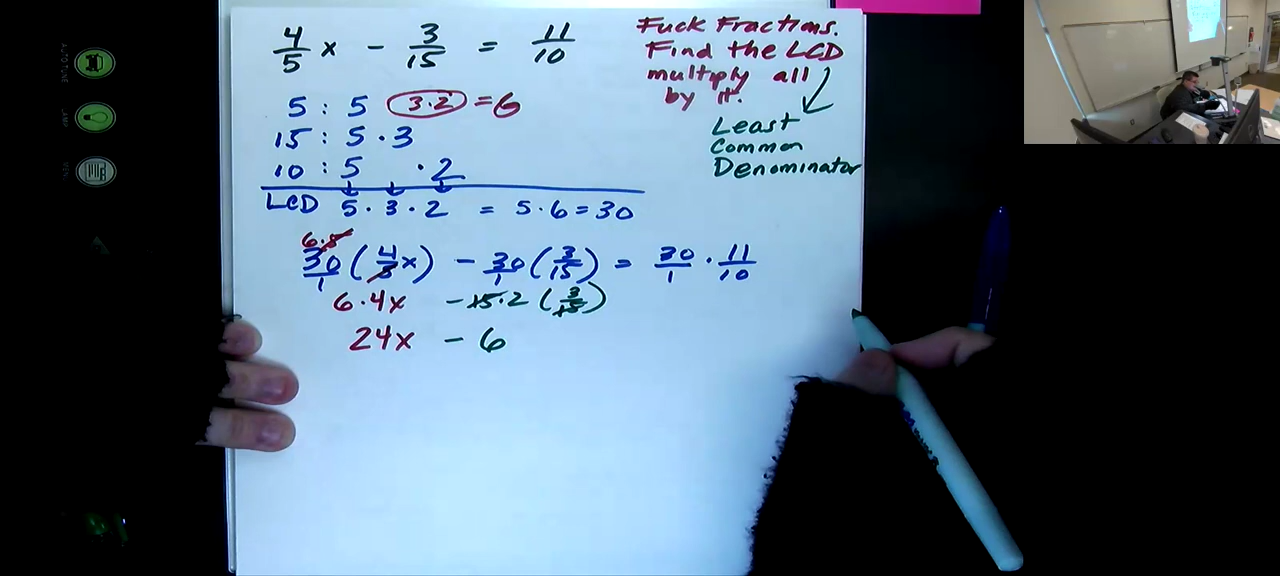 4/5 x - 3/15 = 11/10
Fuck Fractions.
Find the LCD
multiply all
by it.
Least
Common
Denominator
5 : 5 (3·2) = 6
15 : 5 · 3
10 : 5 · 2
LCD 5 · 3 · 2 = 5 · 6 = 30
6·5
30/1 ( 4/5 x ) - 30/1 ( 3/15 ) = 30/1 · 11/10
6·4x - 15·2 ( 3/15 )
24x - 6